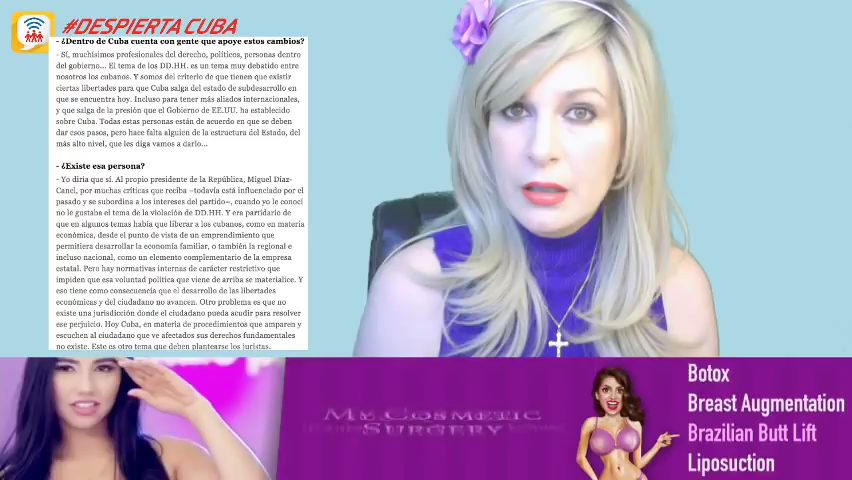 #DESPIERTA CUBA
- ¿Dentro de Cuba cuenta con gente que apoye estos cambios?
- Sí, muchísimos profesionales del derecho, políticos, personas dentro
del gobierno... El tema de los DD.HH. es un tema muy debatido entre
nosotros los cubanos. Y somos del criterio de que tienen que existir
ciertas libertades para que Cuba salga del estado de subdesarrollo en
que se encuentra hoy. Incluso para tener más aliados internacionales,
y que salga de la presión que el Gobierno de EE.UU. ha establecido
sobre Cuba. Todas estas personas están de acuerdo en que se deben
dar esos pasos, pero hace falta alguien de la estructura del Estado, del
más alto nivel, que les diga vamos a darlo...
- ¿Existe esa persona?
- Yo diría que sí. Al propio presidente de la República, Miguel Díaz-
Canel, por muchas críticas que reciba –todavía está influenciado por el
pasado y se subordina a los intereses del partido–, cuando yo le conocí
no le gustaba el tema de la violación de DD.HH. Y era partidario de
que en algunos temas había que liberar a los cubanos, como en materia
económica, desde el punto de vista de un emprendimiento que
permitiera desarrollar la economía familiar, o también la regional e
incluso nacional, como un elemento complementario de la empresa
estatal. Pero hay normativas internas de carácter restrictivo que
impiden que esa voluntad política que viene de arriba se materialice. Y
eso tiene como consecuencia que el desarrollo de las libertades
económicas y del ciudadano no avancen. Otro problema es que no
existe una jurisdicción donde el ciudadano pueda acudir para resolver
ese perjuicio. Hoy Cuba, en materia de procedimientos que amparen y
escuchen al ciudadano que ve afectados sus derechos fundamentales
no existe. Este es otro tema que deben plantearse los juristas.
My Cosmetic
Surgery
Botox
Breast Augmentation
Brazilian Butt Lift
Liposuction